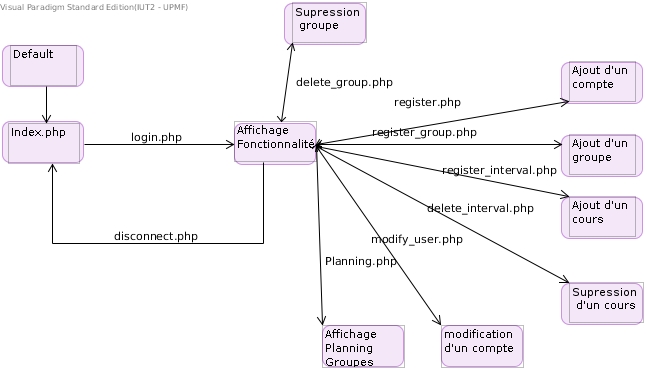 Visual Paradigm Standard Edition(IUT2 - UPMF)
Supression
groupe
Default
delete_group.php
Ajout d'un
compte
register.php
Index.php
login.php
Affichage
Fonctionnalité
register_group.php
Ajout d'un
groupe
register_interval.php
Ajout d'un
cours
delete_interval.php
disconnect.php
modify_user.php
Planning.php
Supression
d'un cours
Affichage
Planning
Groupes
modification
d'un compte